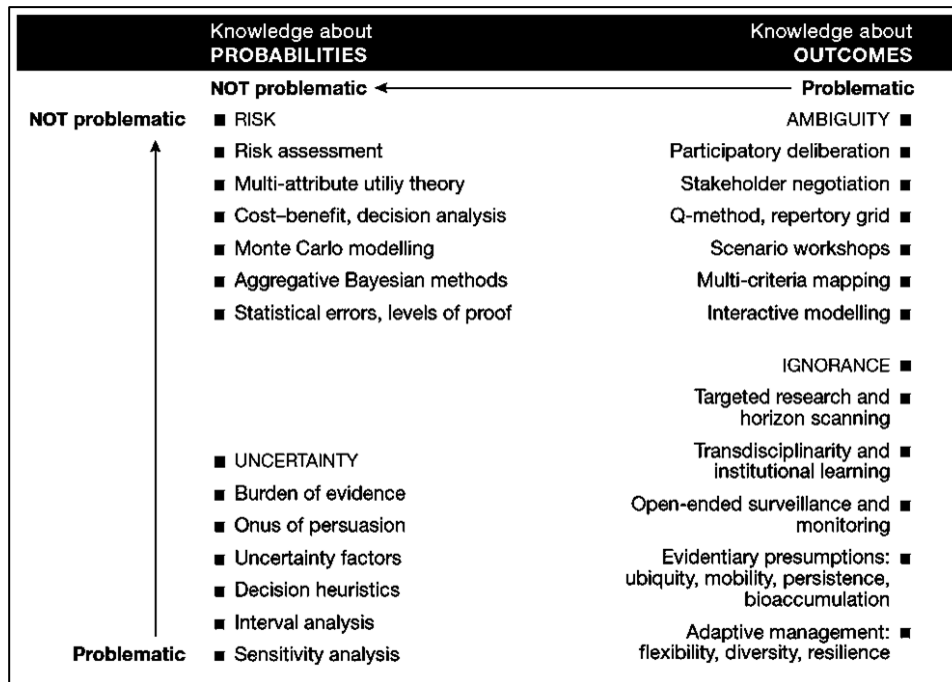 Knowledge about
PROBABILITIES
Knowledge about
OUTCOMES
NOT problematic
Problematic
NOT problematic
■ RISK
■ Risk assessment
■ Multi-attribute utiliy theory
■ Cost–benefit, decision analysis
■ Monte Carlo modelling
■ Aggregative Bayesian methods
■ Statistical errors, levels of proof
AMBIGUITY ■
Participatory deliberation ■
Stakeholder negotiation ■
Q-method, repertory grid ■
Scenario workshops ■
Multi-criteria mapping ■
Interactive modelling ■
Problematic
■ UNCERTAINTY
■ Burden of evidence
■ Onus of persuasion
■ Uncertainty factors
■ Decision heuristics
■ Interval analysis
■ Sensitivity analysis
IGNORANCE ■
Targeted research and ■
horizon scanning
Transdisciplinarity and ■
institutional learning
Open-ended surveillance and ■
monitoring
Evidentiary presumptions: ■
ubiquity, mobility, persistence,
bioaccumulation
Adaptive management: ■
flexibility, diversity, resilience